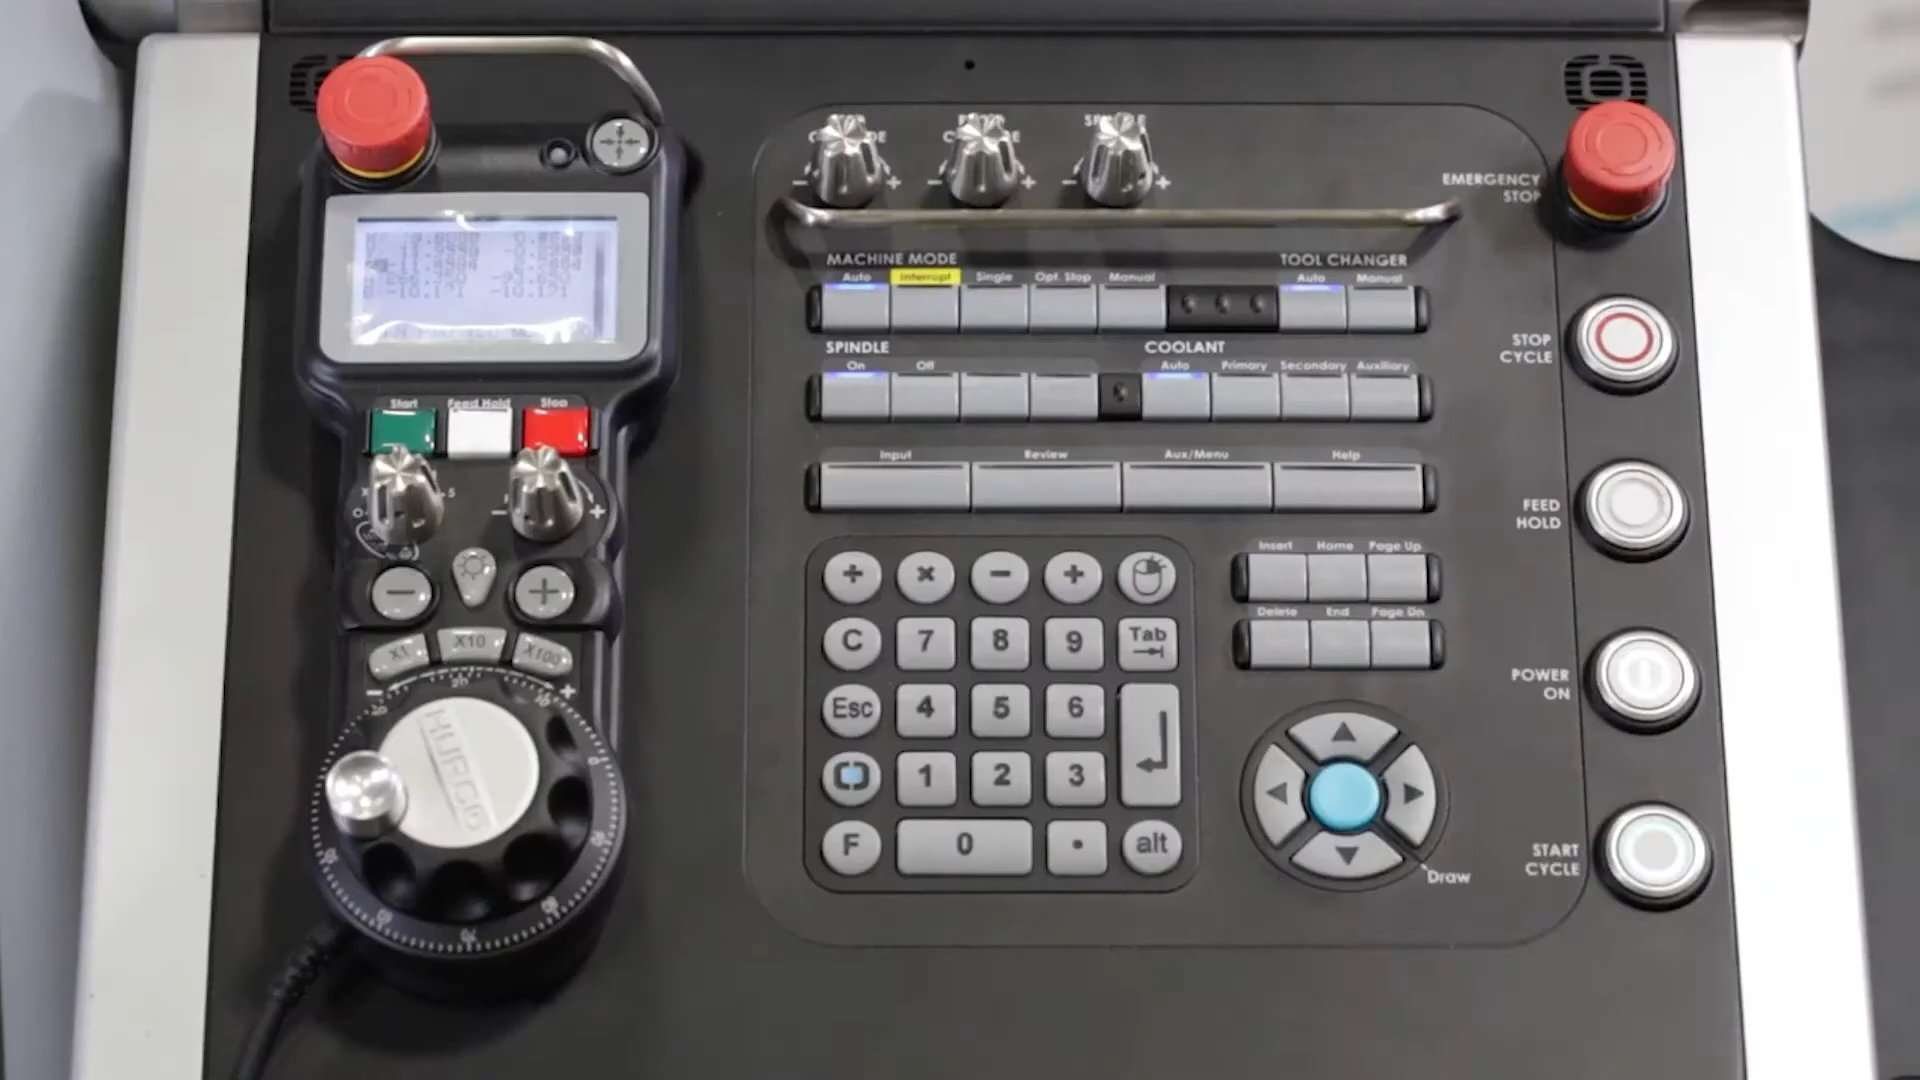 EMERGENCY
STOP
MACHINE MODE
TOOL CHANGER
Auto Interrupt Single Opt. Stop Manual
Auto Manual
STOP
CYCLE
SPINDLE
COOLANT
On Off
Auto Primary Secondary Auxiliary
Start Feed Hold Stop
Input Review Aux/Menu Help
FEED
HOLD
Insert Home Page Up
Delete End Page Dn
+ × − +
C 7 8 9 Tab
Esc 4 5 6
1 2 3
F 0 . alt
X1 X10 X100
POWER
ON
HURCO
Draw
START
CYCLE